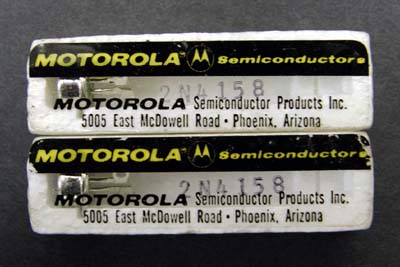 MOTOROLA Semiconductors
2N4158
MOTOROLA Semiconductor Products Inc.
5005 East McDowell Road • Phoenix, Arizona
MOTOROLA Semiconductors
2N4158
MOTOROLA Semiconductor Products Inc.
5005 East McDowell Road • Phoenix, Arizona